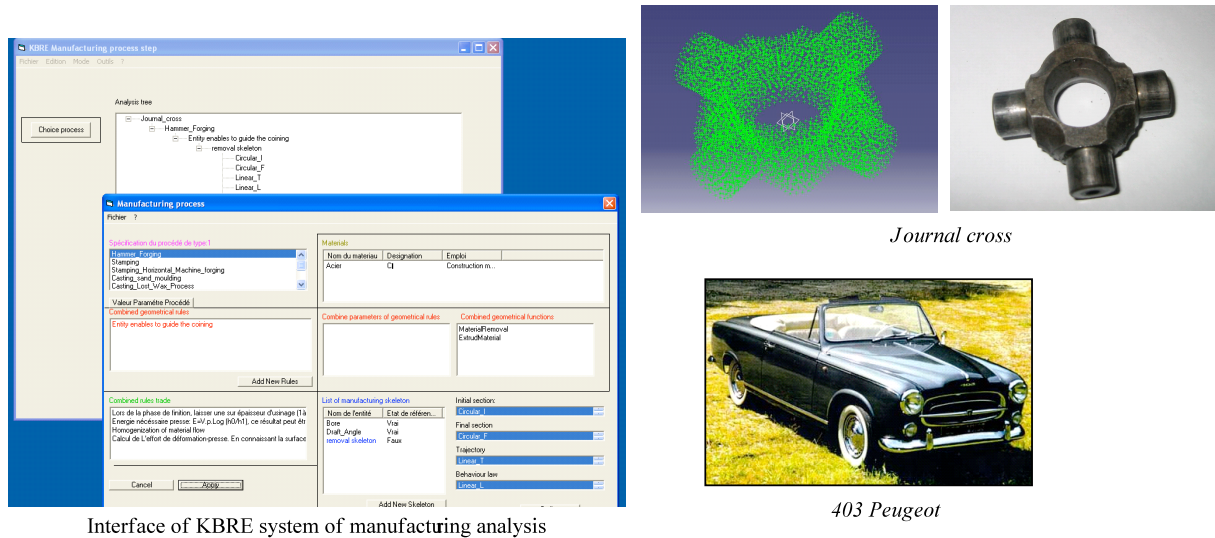 KBRE Manufacturing process step
Fichier Edition Mode Outils ?
Analysis tree
Choice process
Journal_cross
Hammer_Forging
Entity enables to guide the coining
removal skeleton
Circular_I
Circular_F
Linear_T
Linear_L
Manufacturing process
Fichier ?
Spécification du procédé de type:1
Hammer_Forging
Stamping
Stamping_Horizontal_Machine_forging
Casting_sand_moulding
Casting_Lost_Wax_Process
Valeur Paramétre Procédé
Materials
Nom du materiau Designation Emploi
Acier C Construction m...
Combined geometrical rules
Entity enables to guide the coining
Add New Rules
Combine parameters of geometrical rules
Combined geometrical functions
MaterialRemoval
ExtrudMaterial
Combined rules trade
Lors de la phase de finition, laisser une sur épaisseur d'usinage (1à
Energie nécéssaire presse: E=V.p.Log (h0/h1), ce résultat peut étr
Homogenization of material flow
Calcul de L'effort de déformation-presse. En connaissant la surface
Cancel
Apply
List of manufacturing skeleton
Nom de l'entité Etat de référen...
Bore Vrai
Draft_Angle Vrai
removal skeleton Faux
Add New Skeleton
Initial section:
Circular_I
Final section
Circular_F
Trajectory
Linear_T
Behaviour law
Linear_L
Interface of KBRE system of manufacturing analysis
Journal cross
403 Peugeot